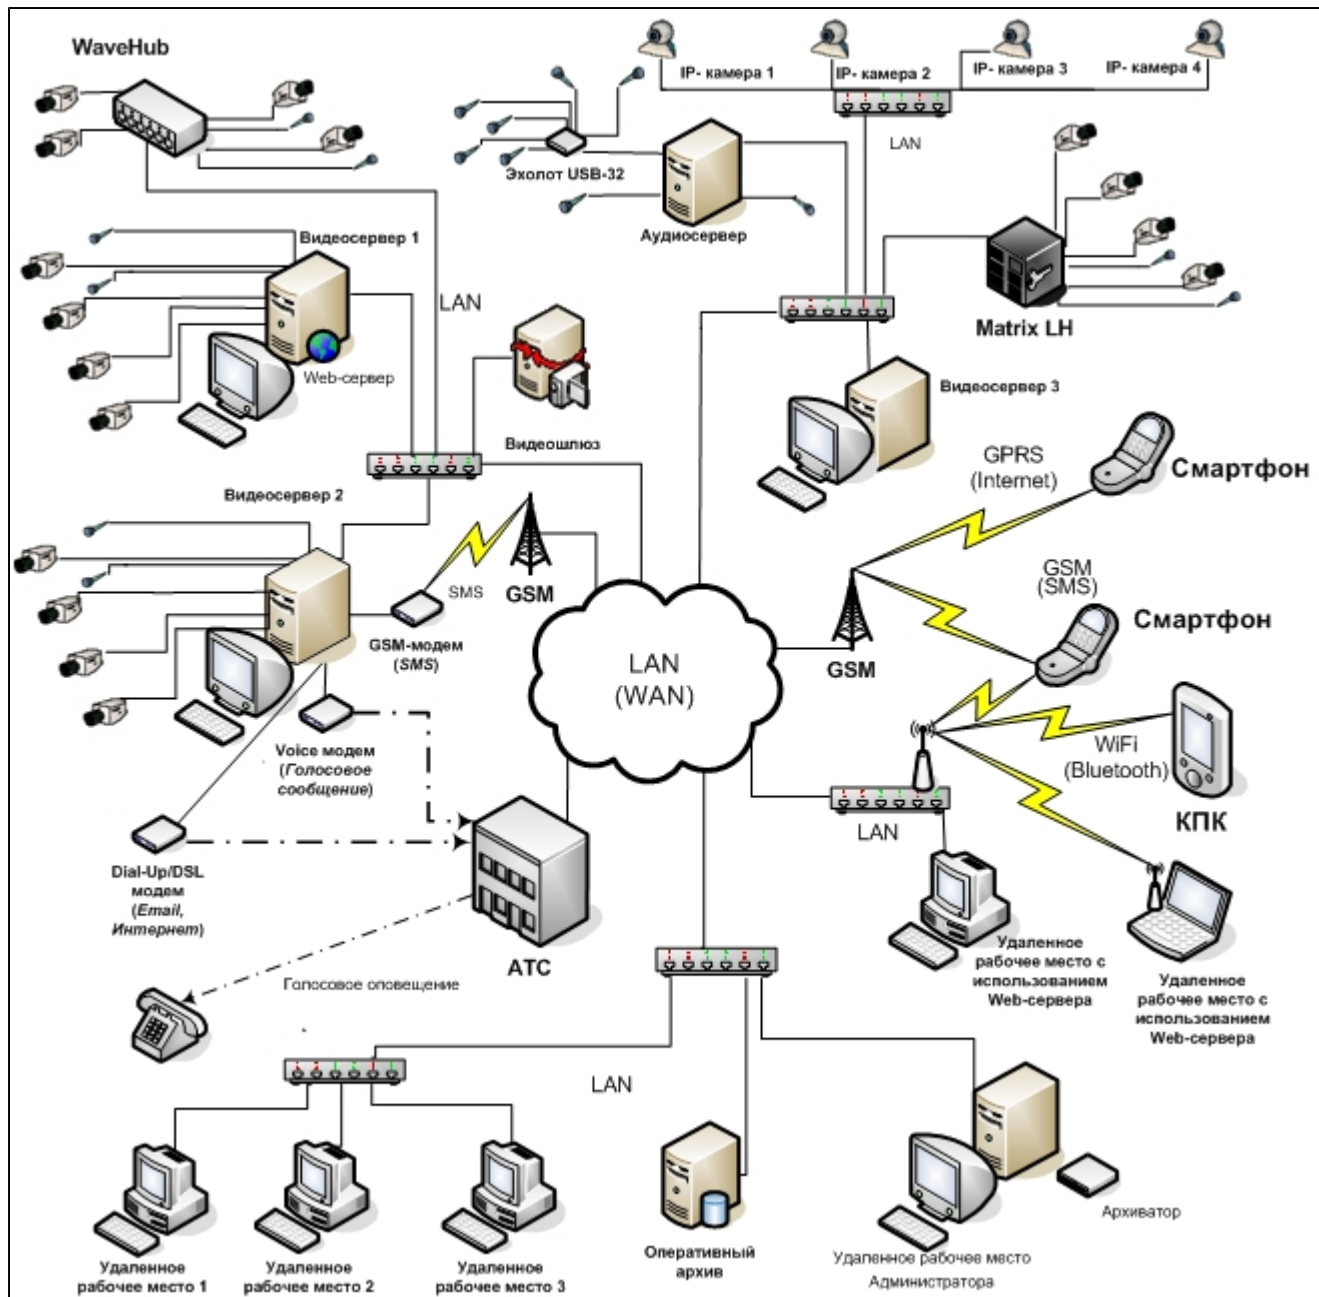 WaveHub
IP- камера 1
IP- камера 2
IP- камера 3
IP- камера 4
LAN
Эхолот USB-32
Аудиосервер
Видеосервер 1
LAN
Web-сервер
Matrix LH
Видеошлюз
Видеосервер 3
GPRS
(Internet)
Смартфон
Видеосервер 2
SMS
GSM
GSM-модем
(SMS)
GSM
(SMS)
Смартфон
GSM
LAN
(WAN)
Voice модем
(Голосовое
сообщение)
WiFi
(Bluetooth)
КПК
LAN
Dial-Up/DSL
модем
(Email,
Интернет)
АТС
Удаленное
рабочее место с
использованием
Web-сервера
Удаленное
рабочее место с
использованием
Web-сервера
Голосовое оповещение
LAN
Архиватор
Удаленное
рабочее место 1
Удаленное
рабочее место 2
Удаленное
рабочее место 3
Оперативный
архив
Удаленное рабочее место
Администратора